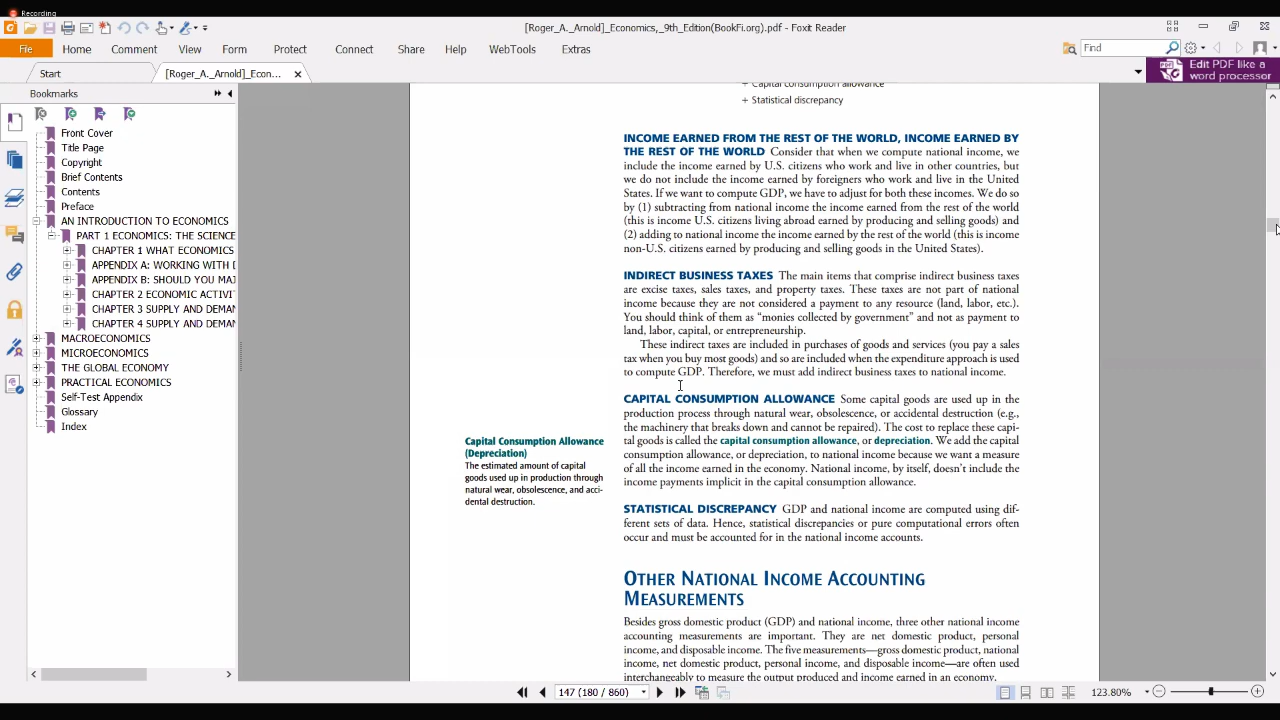 Recording
[Roger_A._Arnold]_Economics,_9th_Edition(BookFi.org).pdf - Foxit Reader
File Home Comment View Form Protect Connect Share Help WebTools Extras
Find
Start
[Roger_A._Arnold]_Econ...
Edit PDF like a
word processor
Bookmarks
Front Cover
Title Page
Copyright
Brief Contents
Contents
Preface
AN INTRODUCTION TO ECONOMICS
PART 1 ECONOMICS: THE SCIENCE
CHAPTER 1 WHAT ECONOMICS
APPENDIX A: WORKING WITH D
APPENDIX B: SHOULD YOU MAJ
CHAPTER 2 ECONOMIC ACTIVIT
CHAPTER 3 SUPPLY AND DEMAN
CHAPTER 4 SUPPLY AND DEMAN
MACROECONOMICS
MICROECONOMICS
THE GLOBAL ECONOMY
PRACTICAL ECONOMICS
Self-Test Appendix
Glossary
Index
+ Capital consumption allowance
+ Statistical discrepancy
INCOME EARNED FROM THE REST OF THE WORLD, INCOME EARNED BY
THE REST OF THE WORLD Consider that when we compute national income, we
include the income earned by U.S. citizens who work and live in other countries, but
we do not include the income earned by foreigners who work and live in the United
States. If we want to compute GDP, we have to adjust for both these incomes. We do so
by (1) subtracting from national income the income earned from the rest of the world
(this is income U.S. citizens living abroad earned by producing and selling goods) and
(2) adding to national income the income earned by the rest of the world (this is income
non-U.S. citizens earned by producing and selling goods in the United States).
INDIRECT BUSINESS TAXES The main items that comprise indirect business taxes
are excise taxes, sales taxes, and property taxes. These taxes are not part of national
income because they are not considered a payment to any resource (land, labor, etc.).
You should think of them as “monies collected by government” and not as payment to
land, labor, capital, or entrepreneurship.
These indirect taxes are included in purchases of goods and services (you pay a sales
tax when you buy most goods) and so are included when the expenditure approach is used
to compute GDP. Therefore, we must add indirect business taxes to national income.
CAPITAL CONSUMPTION ALLOWANCE Some capital goods are used up in the
production process through natural wear, obsolescence, or accidental destruction (e.g.,
the machinery that breaks down and cannot be repaired). The cost to replace these capi-
tal goods is called the capital consumption allowance, or depreciation. We add the capital
consumption allowance, or depreciation, to national income because we want a measure
of all the income earned in the economy. National income, by itself, doesn’t include the
income payments implicit in the capital consumption allowance.
Capital Consumption Allowance
(Depreciation)
The estimated amount of capital
goods used up in production through
natural wear, obsolescence, and acci-
dental destruction.
STATISTICAL DISCREPANCY GDP and national income are computed using dif-
ferent sets of data. Hence, statistical discrepancies or pure computational errors often
occur and must be accounted for in the national income accounts.
OTHER NATIONAL INCOME ACCOUNTING
MEASUREMENTS
Besides gross domestic product (GDP) and national income, three other national income
accounting measurements are important. They are net domestic product, personal
income, and disposable income. The five measurements—gross domestic product, national
income, net domestic product, personal income, and disposable income—are often used
interchangeably to measure the output produced and income earned in an economy.
147 (180 / 860)
123.80%